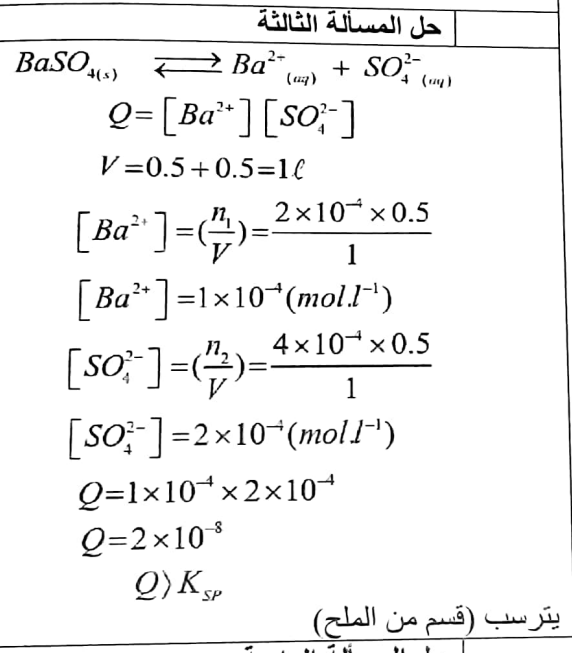 حل المسألة الثالثة
BaSO₄₍ₛ₎ ⇌ Ba²⁺₍aq₎ + SO₄²⁻₍aq₎
Q=[Ba²⁺][SO₄²⁻]
V=0.5+0.5=1ℓ
[Ba²⁺]=(n₁/V)=2×10⁻⁴×0.5/1
[Ba²⁺]=1×10⁻⁴(mol.l⁻¹)
[SO₄²⁻]=(n₂/V)=4×10⁻⁴×0.5/1
[SO₄²⁻]=2×10⁻⁴(mol.l⁻¹)
Q=1×10⁻⁴×2×10⁻⁴
Q=2×10⁻⁸
Q⟩K_SP
يترسب (قسم من الملح)